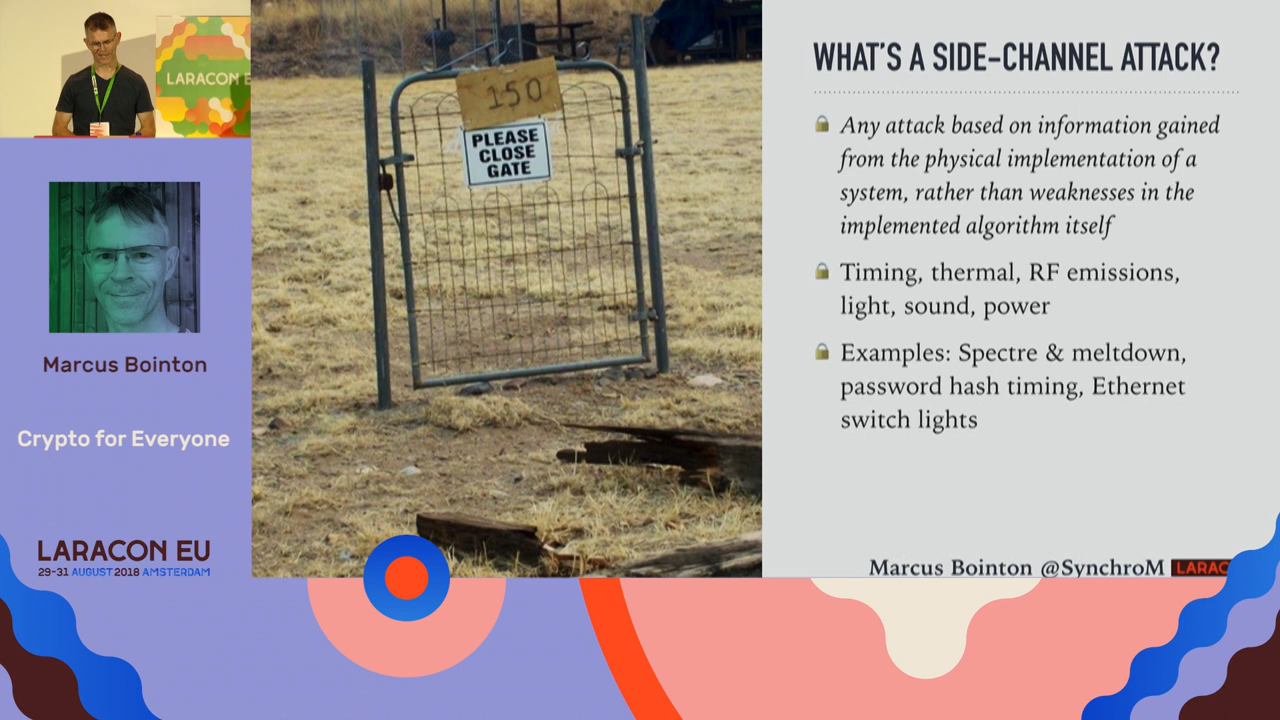 LARACON E
Marcus Bointon
Crypto for Everyone
LARACON EU
29-31 AUGUST 2018 AMSTERDAM
150
PLEASE
CLOSE
GATE
WHAT'S A SIDE-CHANNEL ATTACK?
Any attack based on information gained
from the physical implementation of a
system, rather than weaknesses in the
implemented algorithm itself
Timing, thermal, RF emissions,
light, sound, power
Examples: Spectre & meltdown,
password hash timing, Ethernet
switch lights
Marcus Bointon @SynchroM LARAC